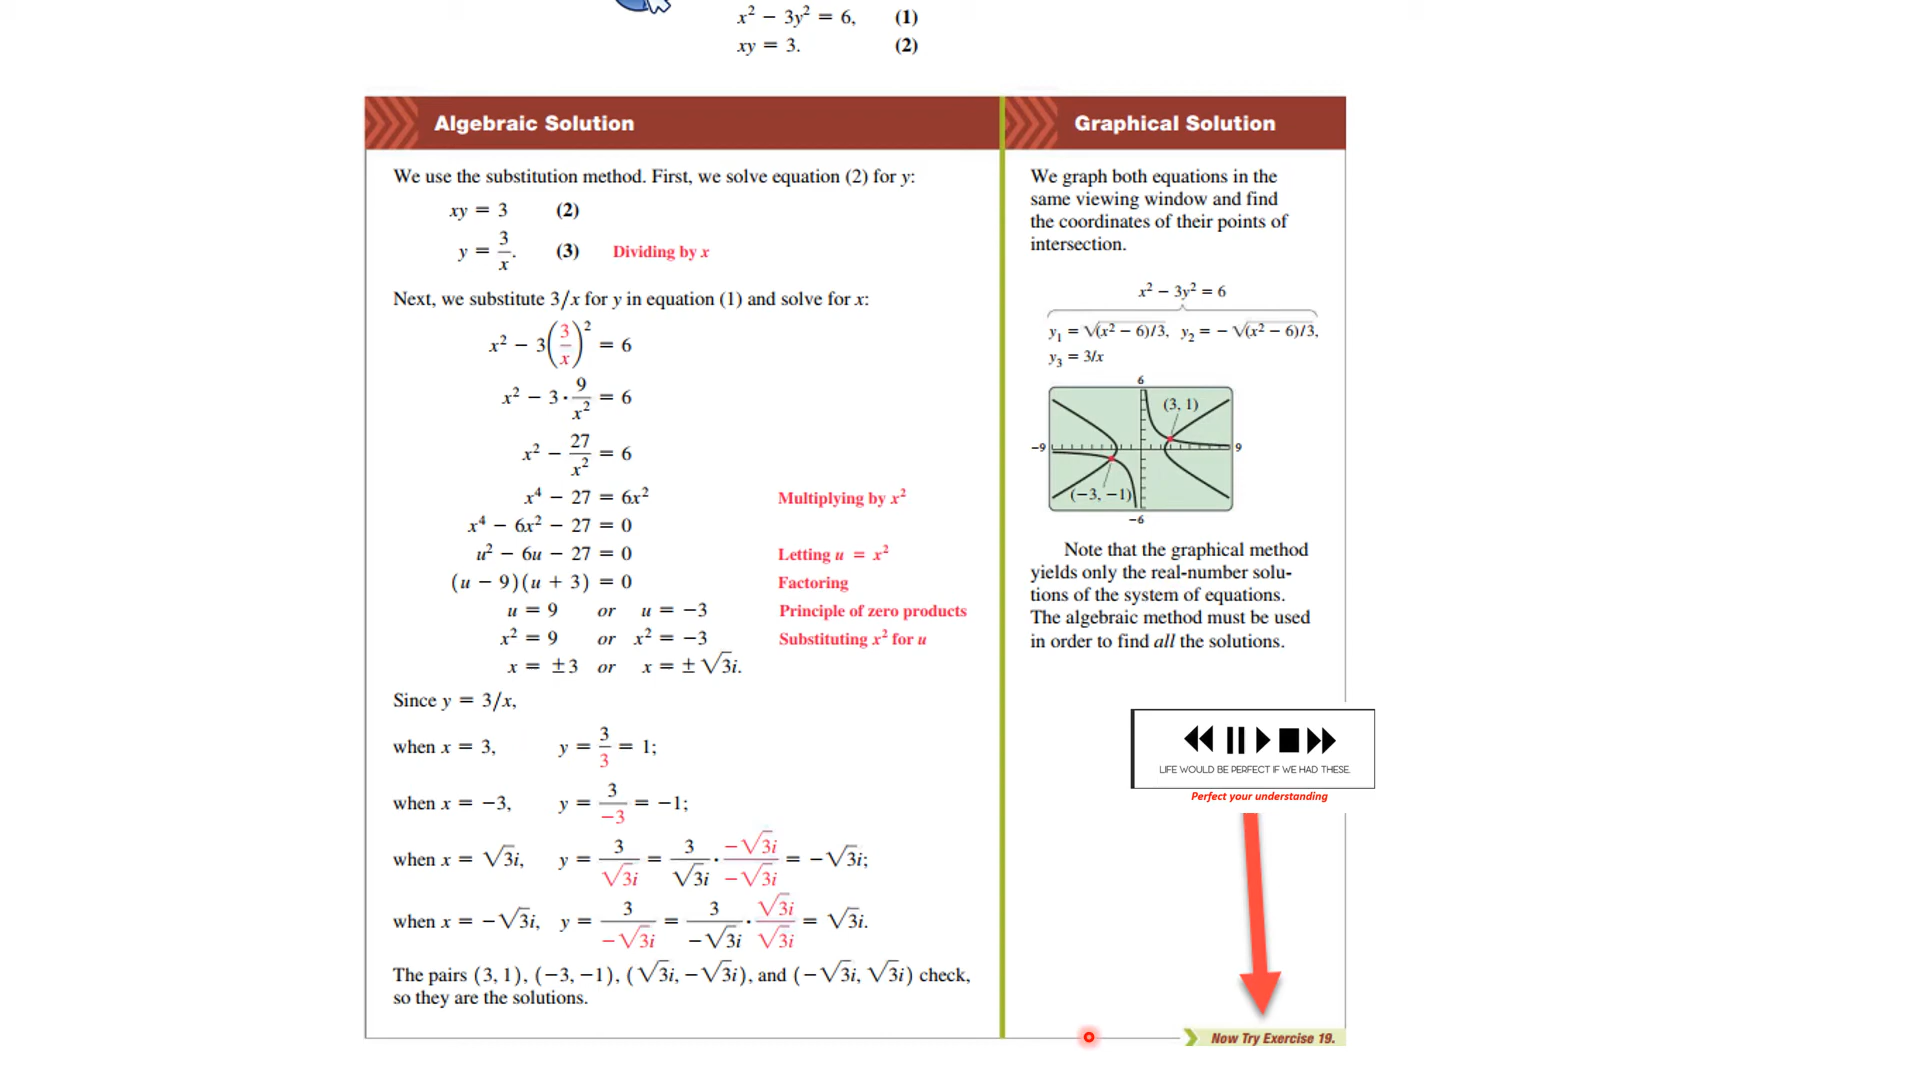 x² − 3y² = 6, (1)
xy = 3. (2)
Algebraic Solution
We use the substitution method. First, we solve equation (2) for y:
xy = 3 (2)
y = 3/x. (3) Dividing by x
Next, we substitute 3/x for y in equation (1) and solve for x:
x² − 3(3/x)² = 6
x² − 3 · 9/x² = 6
x² − 27/x² = 6
x⁴ − 27 = 6x² Multiplying by x²
x⁴ − 6x² − 27 = 0
u² − 6u − 27 = 0 Letting u = x²
(u − 9)(u + 3) = 0 Factoring
u = 9 or u = −3 Principle of zero products
x² = 9 or x² = −3 Substituting x² for u
x = ±3 or x = ±√3i.
Since y = 3/x,
when x = 3, y = 3/3 = 1;
when x = −3, y = 3/−3 = −1;
when x = √3i, y = 3/√3i = 3/√3i · −√3i/−√3i = −√3i;
when x = −√3i, y = 3/−√3i = 3/−√3i · √3i/√3i = √3i.
The pairs (3, 1), (−3, −1), (√3i, −√3i), and (−√3i, √3i) check,
so they are the solutions.
Graphical Solution
We graph both equations in the
same viewing window and find
the coordinates of their points of
intersection.
x² − 3y² = 6
y₁ = √(x² − 6)/3, y₂ = − √(x² − 6)/3,
y₃ = 3/x
6
(3, 1)
−9 9
(−3, −1)
−6
Note that the graphical method
yields only the real-number solu-
tions of the system of equations.
The algebraic method must be used
in order to find all the solutions.
LIFE WOULD BE PERFECT IF WE HAD THESE.
Perfect your understanding
Now Try Exercise 19.